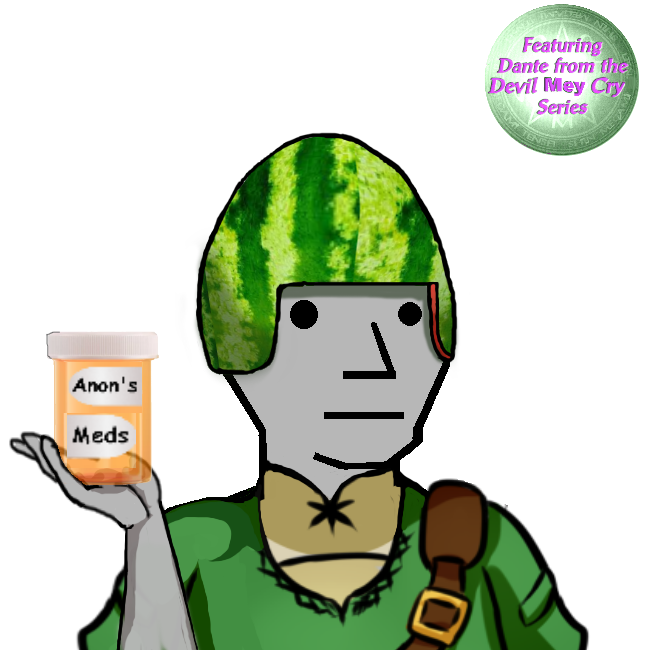 Featuring
Dante from the
Devil Mey Cry
Series
Anon's
Meds